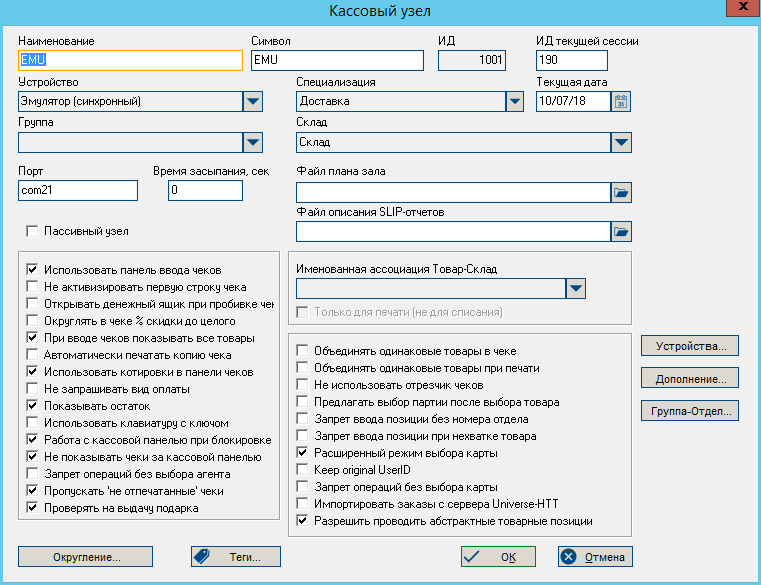 Кассовый узел
x
Наименование Символ ИД ИД текущей сессии
EMU EMU 1001 190
Устройство Специализация Текущая дата
Эмулятор (синхронный) Доставка 10/07/18
Группа Склад
Склад
Порт Время засыпания, сек Файл плана зала
com21 0
Файл описания SLIP-отчетов
Пассивный узел
Именованная ассоциация Товар-Склад
Только для печати (не для списания)
Использовать панель ввода чеков
Не активизировать первую строку чека
Открывать денежный ящик при пробивке чек
Округлять в чеке % скидки до целого
При вводе чеков показывать все товары
Автоматически печатать копию чека
Использовать котировки в панели чеков
Не запрашивать вид оплаты
Показывать остаток
Использовать клавиатуру с ключом
Работа с кассовой панелью при блокировке
Не показывать чеки за кассовой панелью
Запрет операций без выбора агента
Пропускать 'не отпечатанные' чеки
Проверять на выдачу подарка
Объединять одинаковые товары в чеке
Объединять одинаковые товары при печати
Не использовать отрезчик чеков
Предлагать выбор партии после выбора товара
Запрет ввода позиции без номера отдела
Запрет ввода позиции при нехватке товара
Расширенный режим выбора карты
Keep original UserID
Запрет операций без выбора карты
Импортировать заказы с сервера Universe-HTT
Разрешить проводить абстрактные товарные позиции
Устройства...
Дополнение...
Группа-Отдел...
Округление... Теги... OK Отмена